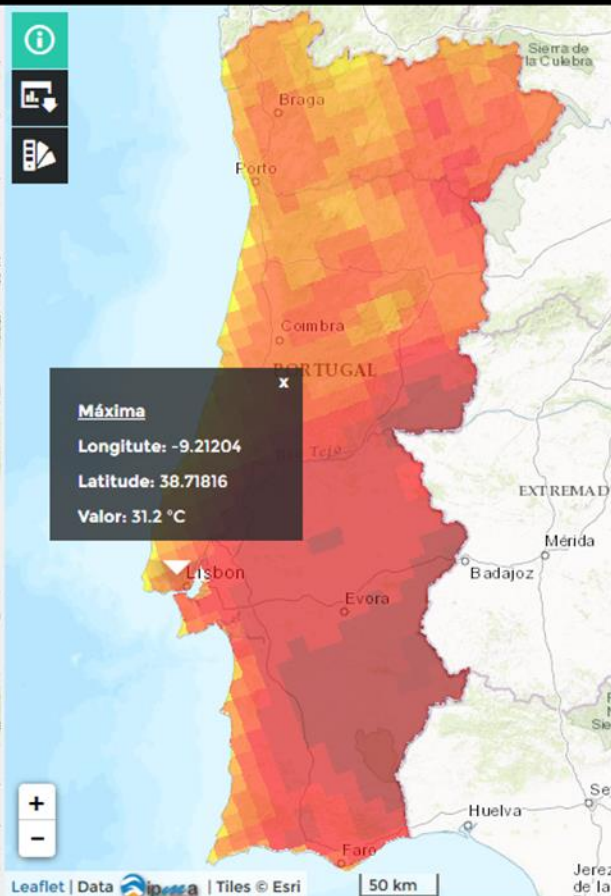 Sierra de
la Culebra
Braga
Porto
Coimbra
PORTUGAL
x
Máxima
Longitute: -9.21204
Latitude: 38.71816
Valor: 31.2 °C
EXTREMAD
Mérida
Lisbon
Badajoz
Evora
+
−
Huelva
Faro
Jerez
de la
Leaflet | Data ipma | Tiles © Esri
50 km